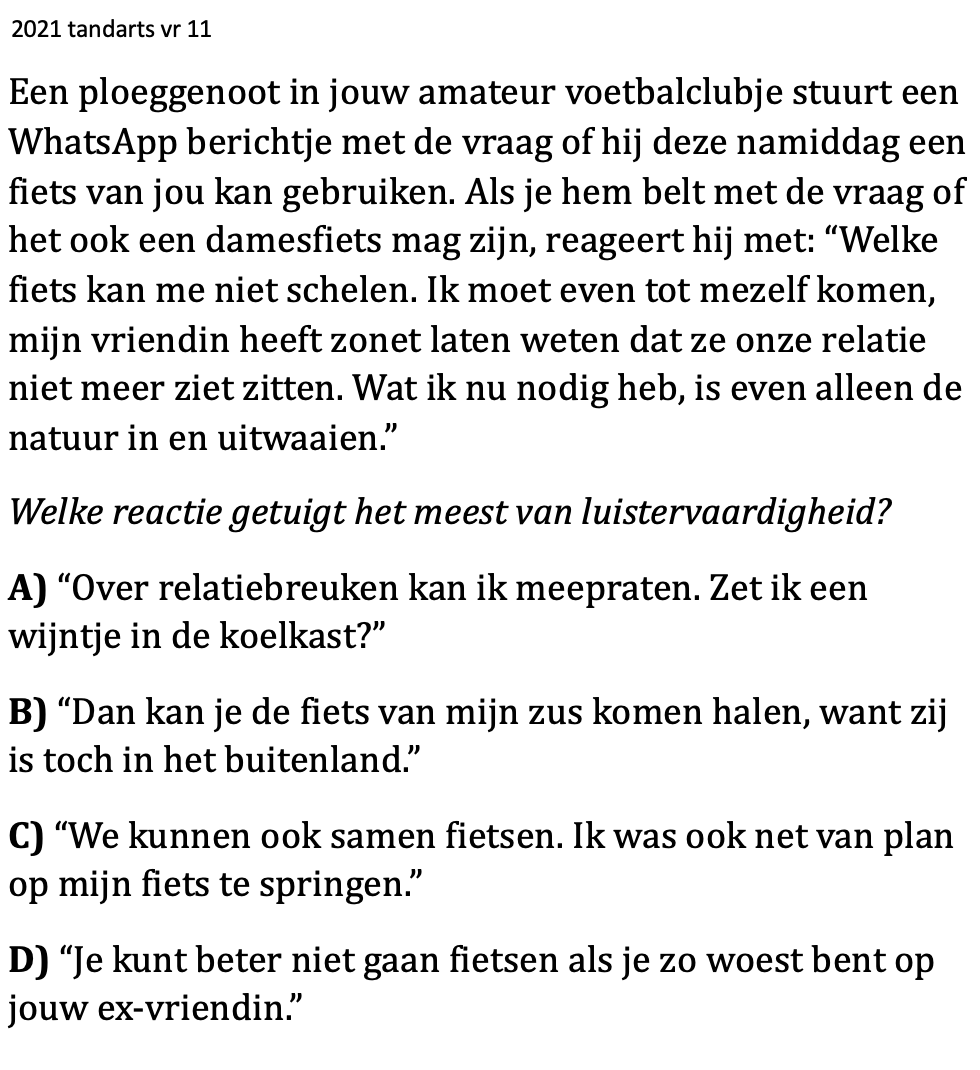 2021 tandarts vr 11
Een ploeggenoot in jouw amateur voetbalclubje stuurt een
WhatsApp berichtje met de vraag of hij deze namiddag een
fiets van jou kan gebruiken. Als je hem belt met de vraag of
het ook een damesfiets mag zijn, reageert hij met: “Welke
fiets kan me niet schelen. Ik moet even tot mezelf komen,
mijn vriendin heeft zonet laten weten dat ze onze relatie
niet meer ziet zitten. Wat ik nu nodig heb, is even alleen de
natuur in en uitwaaien.”
Welke reactie getuigt het meest van luistervaardigheid?
A) “Over relatiebreuken kan ik meepraten. Zet ik een
wijntje in de koelkast?”
B) “Dan kan je de fiets van mijn zus komen halen, want zij
is toch in het buitenland.”
C) “We kunnen ook samen fietsen. Ik was ook net van plan
op mijn fiets te springen.”
D) “Je kunt beter niet gaan fietsen als je zo woest bent op
jouw ex-vriendin.”